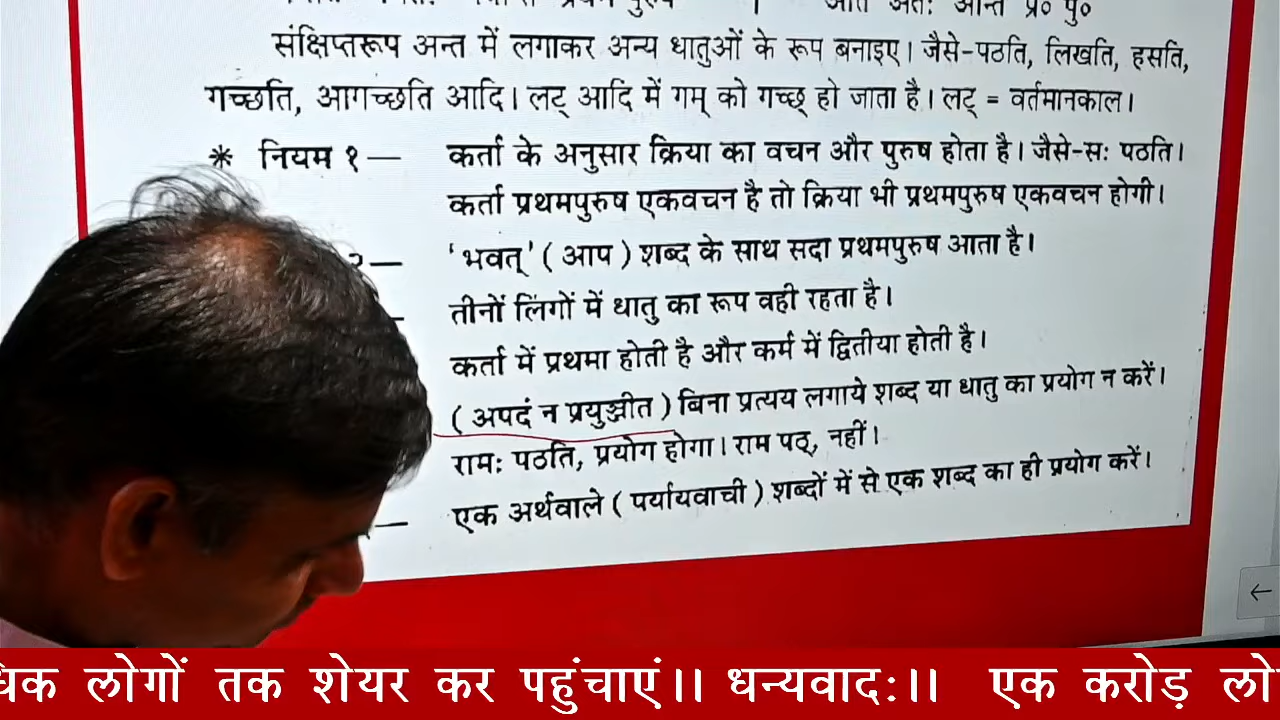 संक्षिप्तरूप अन्त में लगाकर अन्य धातुओं के रूप बनाइए। जैसे-पठति, लिखति, हसति,
गच्छति, आगच्छति आदि। लट् आदि में गम् को गच्छ् हो जाता है। लट् = वर्तमानकाल।
* नियम १— कर्ता के अनुसार क्रिया का वचन और पुरुष होता है। जैसे-सः पठति।
कर्ता प्रथमपुरुष एकवचन है तो क्रिया भी प्रथमपुरुष एकवचन होगी।
— 'भवत्' ( आप ) शब्द के साथ सदा प्रथमपुरुष आता है।
तीनों लिंगों में धातु का रूप वही रहता है।
कर्ता में प्रथमा होती है और कर्म में द्वितीया होती है।
( अपदं न प्रयुञ्जीत ) बिना प्रत्यय लगाये शब्द या धातु का प्रयोग न करें।
रामः पठति, प्रयोग होगा। राम पठ्, नहीं।
— एक अर्थवाले ( पर्यायवाची ) शब्दों में से एक शब्द का ही प्रयोग करें।
लोगों तक शेयर कर पहुंचाएं।। धन्यवादः।। एक करोड़